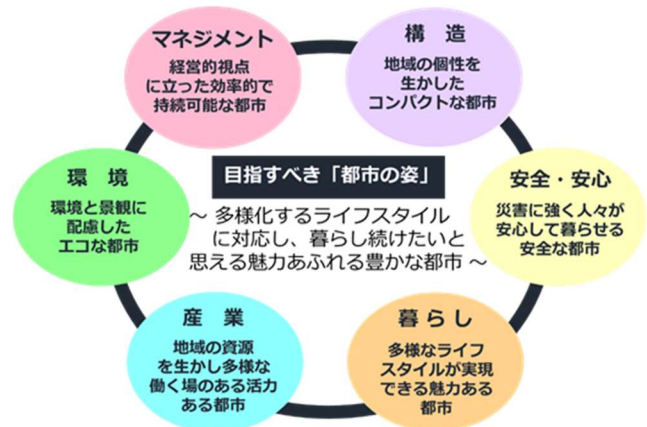 マネジメント
経営的視点
に立った効率的で
持続可能な都市
構　造
地域の個性を
生かした
コンパクトな都市
環　境
環境と景観に
配慮した
エコな都市
目指すべき「都市の姿」
～ 多様化するライフスタイル
に対応し、暮らし続けたいと
思える魅力あふれる豊かな都市 ～
安全・安心
災害に強く人々が
安心して暮らせる
安全な都市
産　業
地域の資源
を生かし多様な
働く場のある活力
ある都市
暮らし
多様なライフ
スタイルが実現
できる魅力ある
都市